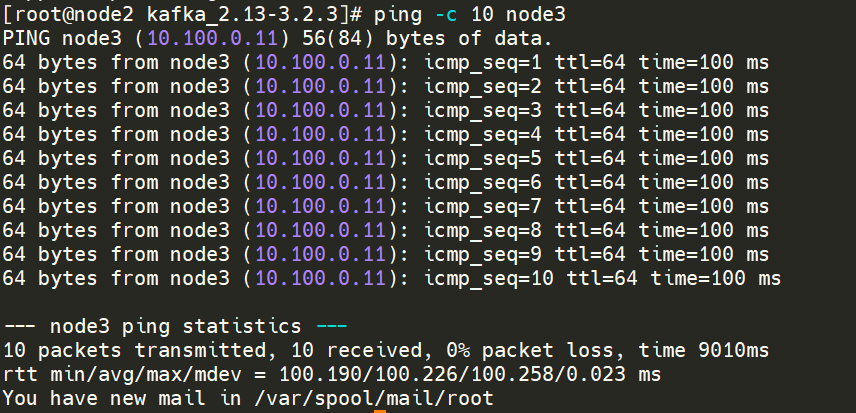 [root@node2 kafka_2.13-3.2.3]# ping -c 10 node3
PING node3 (10.100.0.11) 56(84) bytes of data.
64 bytes from node3 (10.100.0.11): icmp_seq=1 ttl=64 time=100 ms
64 bytes from node3 (10.100.0.11): icmp_seq=2 ttl=64 time=100 ms
64 bytes from node3 (10.100.0.11): icmp_seq=3 ttl=64 time=100 ms
64 bytes from node3 (10.100.0.11): icmp_seq=4 ttl=64 time=100 ms
64 bytes from node3 (10.100.0.11): icmp_seq=5 ttl=64 time=100 ms
64 bytes from node3 (10.100.0.11): icmp_seq=6 ttl=64 time=100 ms
64 bytes from node3 (10.100.0.11): icmp_seq=7 ttl=64 time=100 ms
64 bytes from node3 (10.100.0.11): icmp_seq=8 ttl=64 time=100 ms
64 bytes from node3 (10.100.0.11): icmp_seq=9 ttl=64 time=100 ms
64 bytes from node3 (10.100.0.11): icmp_seq=10 ttl=64 time=100 ms
--- node3 ping statistics ---
10 packets transmitted, 10 received, 0% packet loss, time 9010ms
rtt min/avg/max/mdev = 100.190/100.226/100.258/0.023 ms
You have new mail in /var/spool/mail/root